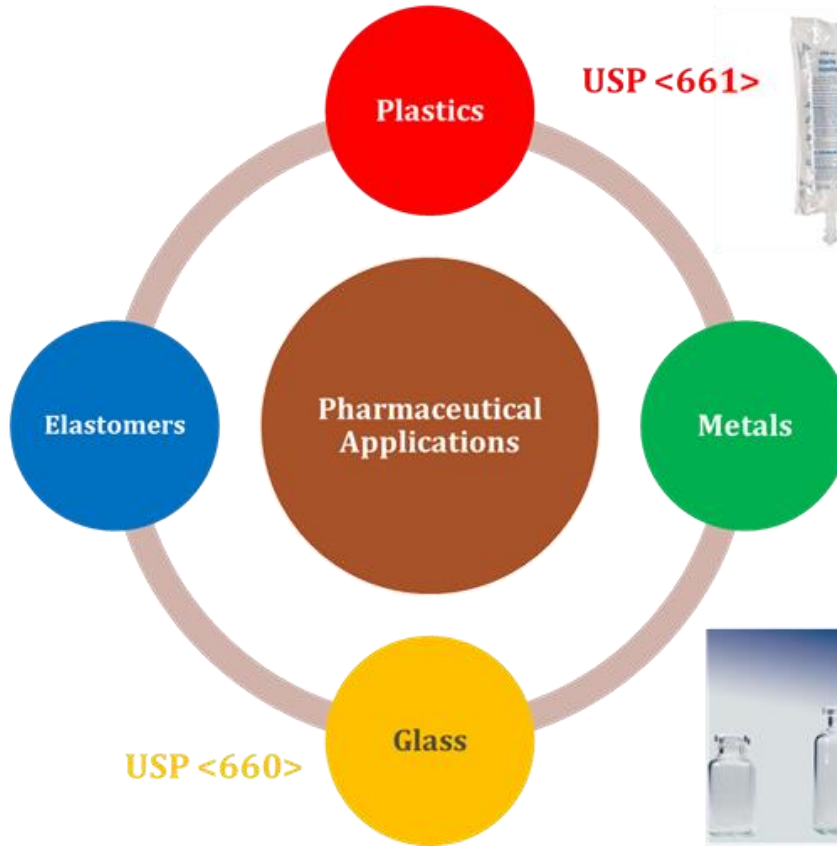 Plastics
USP <661>
Elastomers
Pharmaceutical
Applications
Metals
Glass
USP <660>